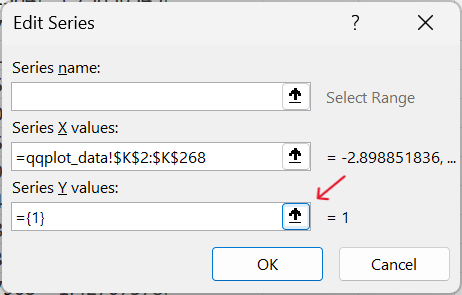 Edit Series
?
Series name:
Select Range
Series X values:
=qqplot_data!$K$2:$K$268
= -2.898851836, ...
Series Y values:
={1}
= 1
OK
Cancel